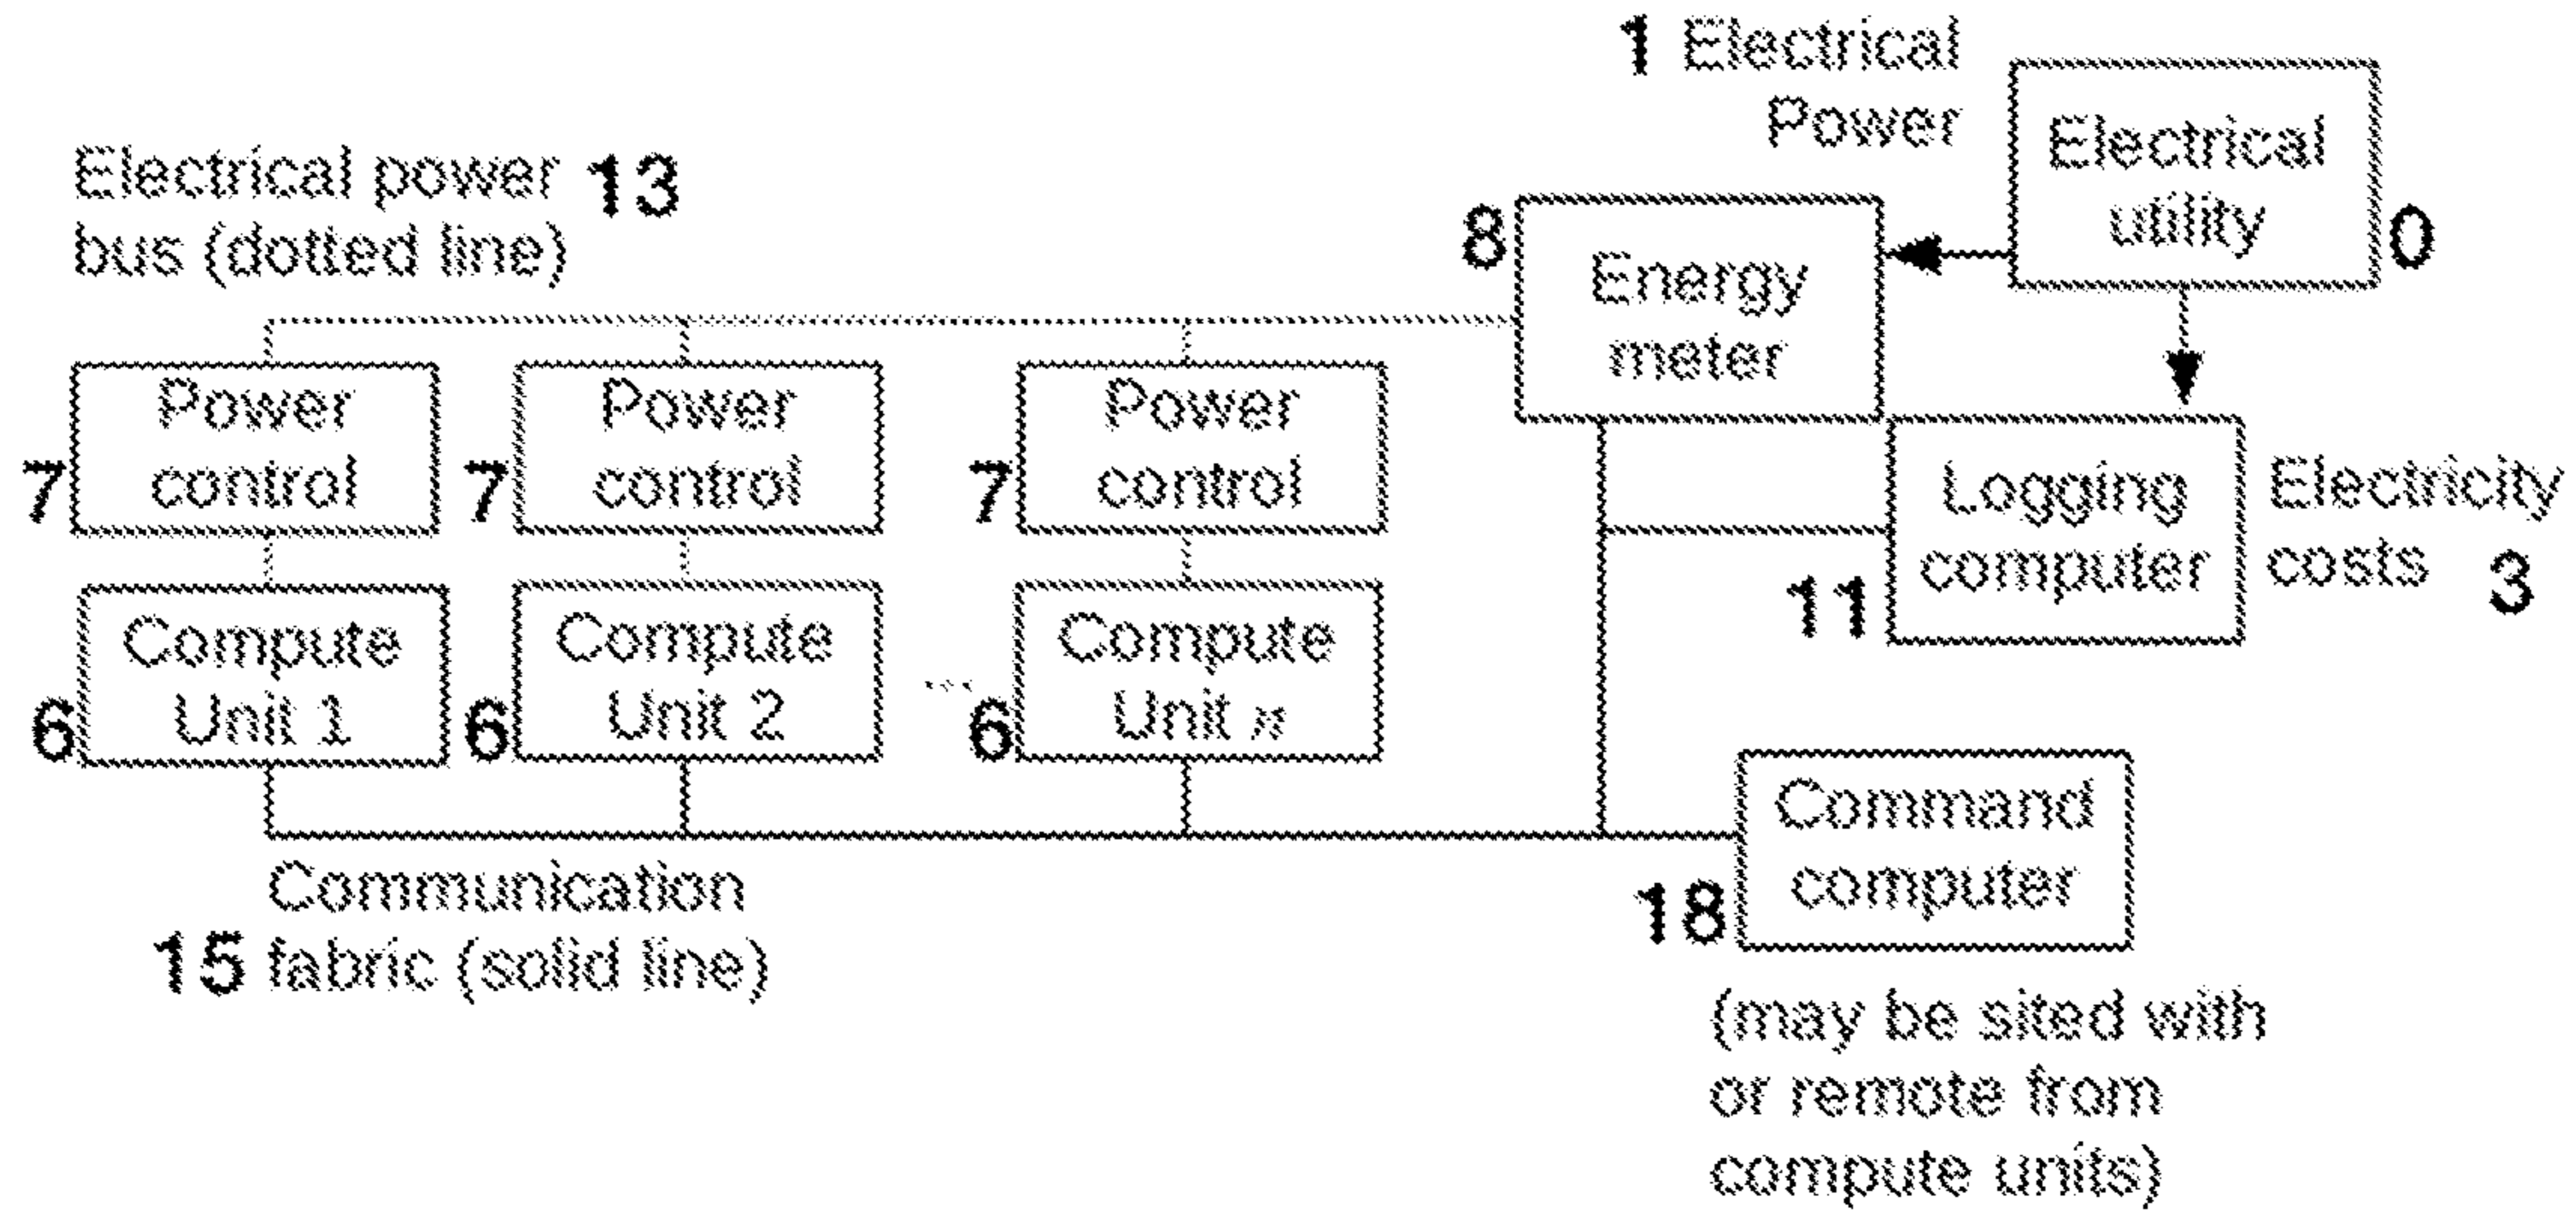 1 Electrical
Power
Electrical
utility
0
Electrical power 13
bus (dotted line)
8
Energy
meter
Power
control
7
Power
control
7
Power
control
7
Logging
computer
11
Electricity
costs 3
Compute
Unit 1
6
Compute
Unit 2
6
...
Compute
Unit n
6
Command
computer
18
Communication
15 fabric (solid line)
(may be sited with
or remote from
compute units)